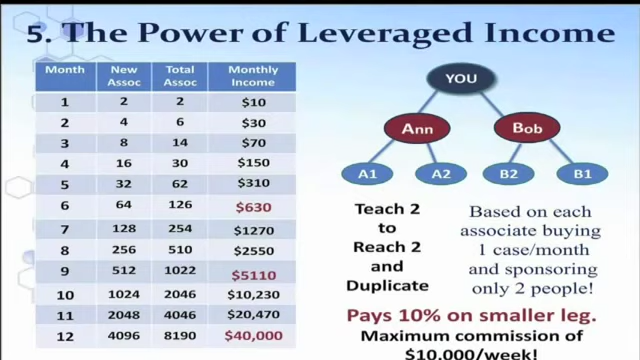 5. The Power of Leveraged Income
Month New Assoc Total Assoc Monthly Income
1 2 2 $10
2 4 6 $30
3 8 14 $70
4 16 30 $150
5 32 62 $310
6 64 126 $630
7 128 254 $1270
8 256 510 $2550
9 512 1022 $5110
10 1024 2046 $10,230
11 2048 4046 $20,470
12 4096 8190 $40,000
YOU
Ann Bob
A1 A2 B2 B1
Teach 2
to
Reach 2
and
Duplicate
Based on each
associate buying
1 case/month
and sponsoring
only 2 people!
Pays 10% on smaller leg.
Maximum commission of
$10,000/week!